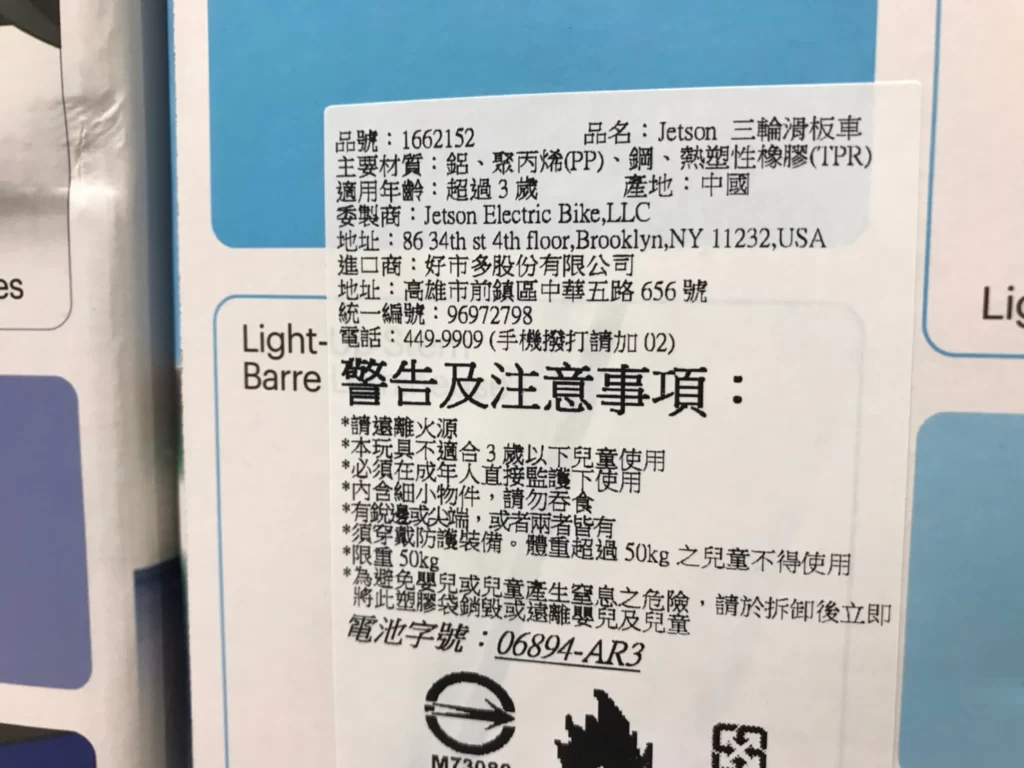 品號：1662152 品名：Jetson 三輪滑板車
主要材質：鋁、聚丙烯(PP)、鋼、熱塑性橡膠(TPR)
適用年齡：超過 3 歲 產地：中國
委製商：Jetson Electric Bike,LLC
地址：86 34th st 4th floor,Brooklyn,NY 11232,USA
進口商：好市多股份有限公司
地址：高雄市前鎮區中華五路 656 號
統一編號：96972798
電話：449-9909 (手機撥打請加 02)
警告及注意事項：
*請遠離火源
*本玩具不適合 3 歲以下兒童使用
*必須在成年人直接監護下使用
*內含細小物件，請勿吞食
*有銳邊或尖端，或者兩者皆有
*須穿戴防護裝備。體重超過 50kg 之兒童不得使用
*限重 50kg
*為避免嬰兒或兒童產生窒息之危險，請於拆卸後立即
將此塑膠袋銷毀或遠離嬰兒及兒童
電池字號：06894-AR3
Light-
Barre
es